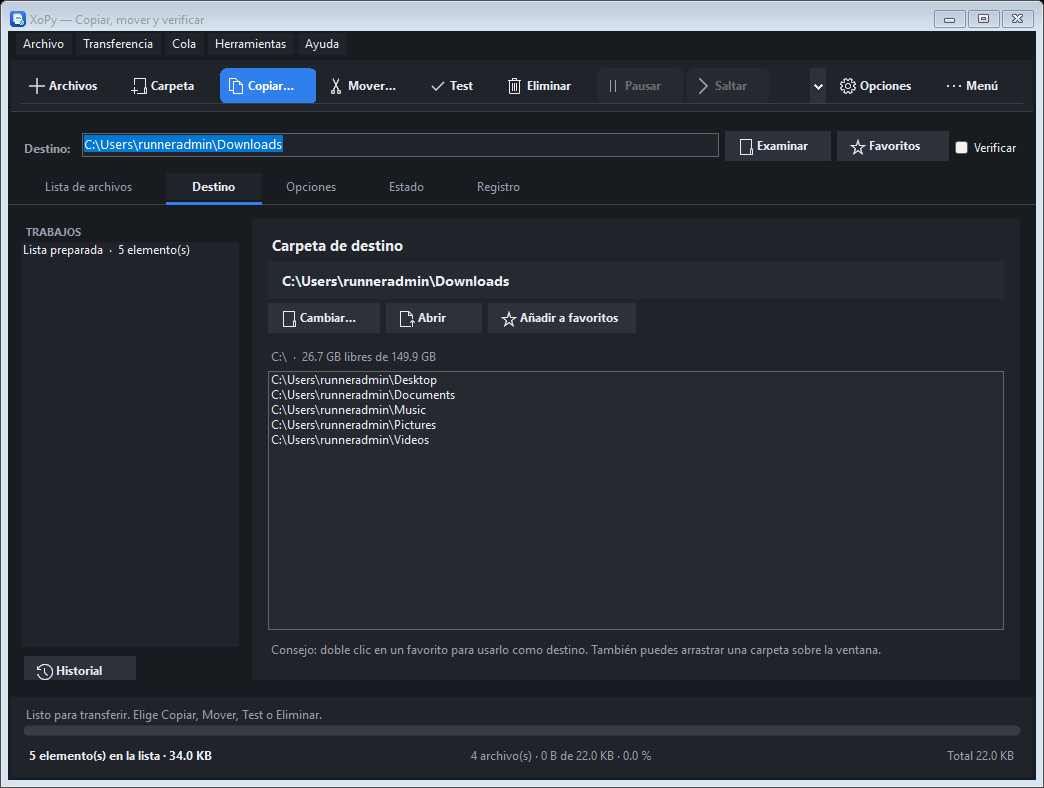 XoPy — Copiar, mover y verificar
Archivo Transferencia Cola Herramientas Ayuda
Archivos Carpeta Copiar... Mover... Test Eliminar Pausar Saltar Opciones ··· Menú
Destino: C:\Users\runneradmin\Downloads Examinar Favoritos Verificar
Lista de archivos Destino Opciones Estado Registro
TRABAJOS
Lista preparada · 5 elemento(s)
Carpeta de destino
C:\Users\runneradmin\Downloads
Cambiar... Abrir Añadir a favoritos
C:\ · 26.7 GB libres de 149.9 GB
C:\Users\runneradmin\Desktop
C:\Users\runneradmin\Documents
C:\Users\runneradmin\Music
C:\Users\runneradmin\Pictures
C:\Users\runneradmin\Videos
Consejo: doble clic en un favorito para usarlo como destino. También puedes arrastrar una carpeta sobre la ventana.
Historial
Listo para transferir. Elige Copiar, Mover, Test o Eliminar.
5 elemento(s) en la lista · 34.0 KB 4 archivo(s) · 0 B de 22.0 KB · 0.0 % Total 22.0 KB